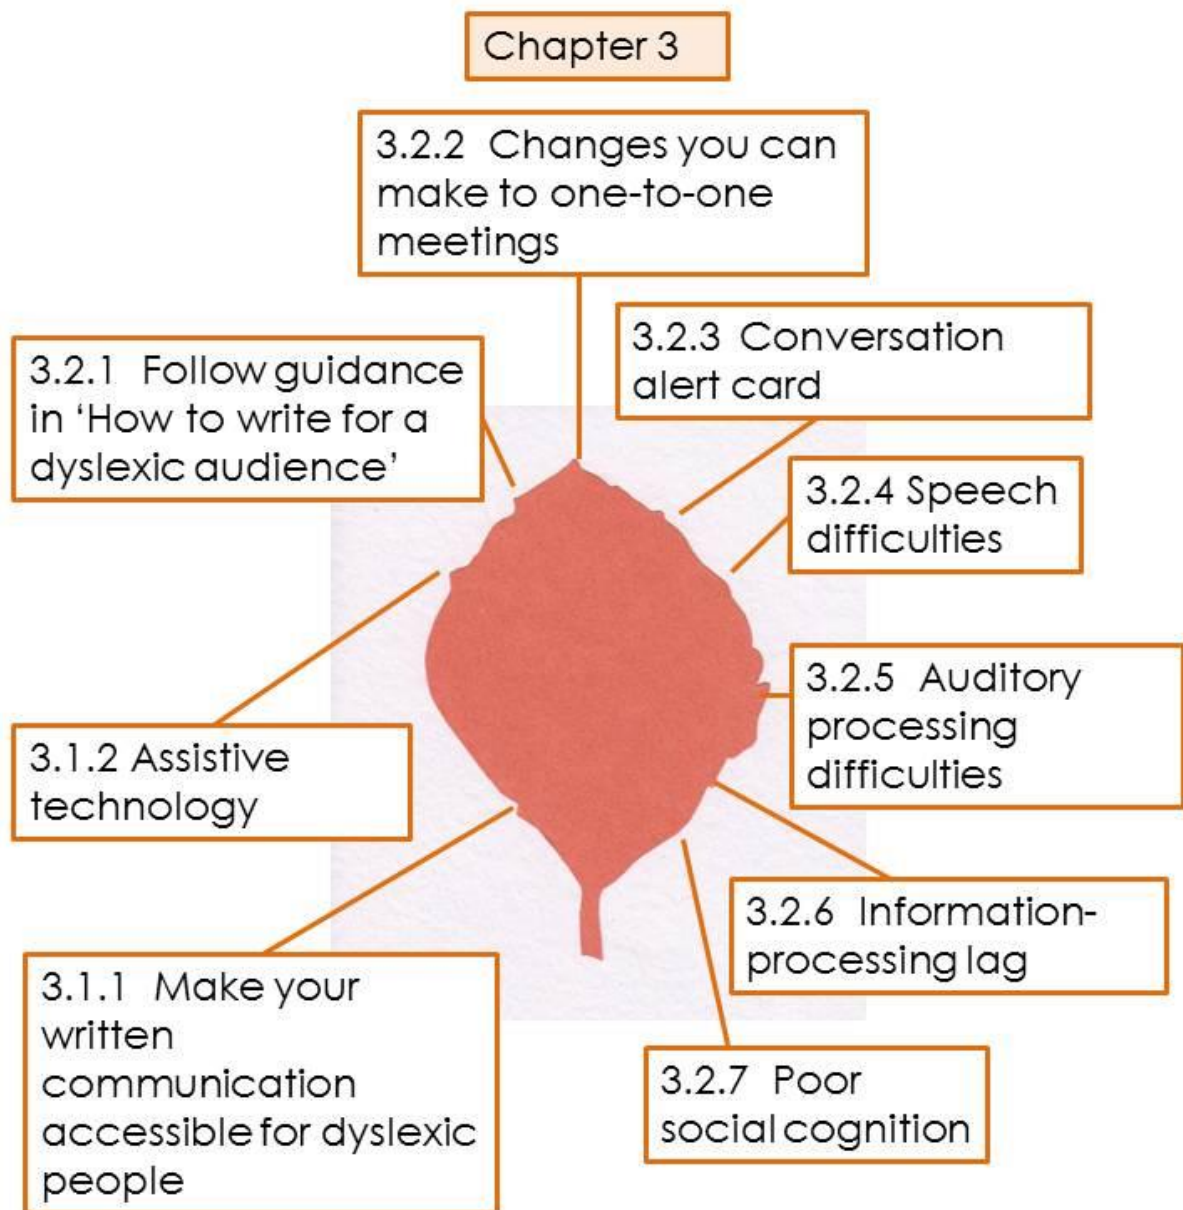 Chapter 3
3.2.2 Changes you can
make to one-to-one
meetings
3.2.3 Conversation
alert card
3.2.1 Follow guidance
in ‘How to write for a
dyslexic audience’
3.2.4 Speech
difficulties
3.2.5 Auditory
processing
difficulties
3.1.2 Assistive
technology
3.2.6 Information-
processing lag
3.1.1 Make your
written
communication
accessible for dyslexic
people
3.2.7 Poor
social cognition